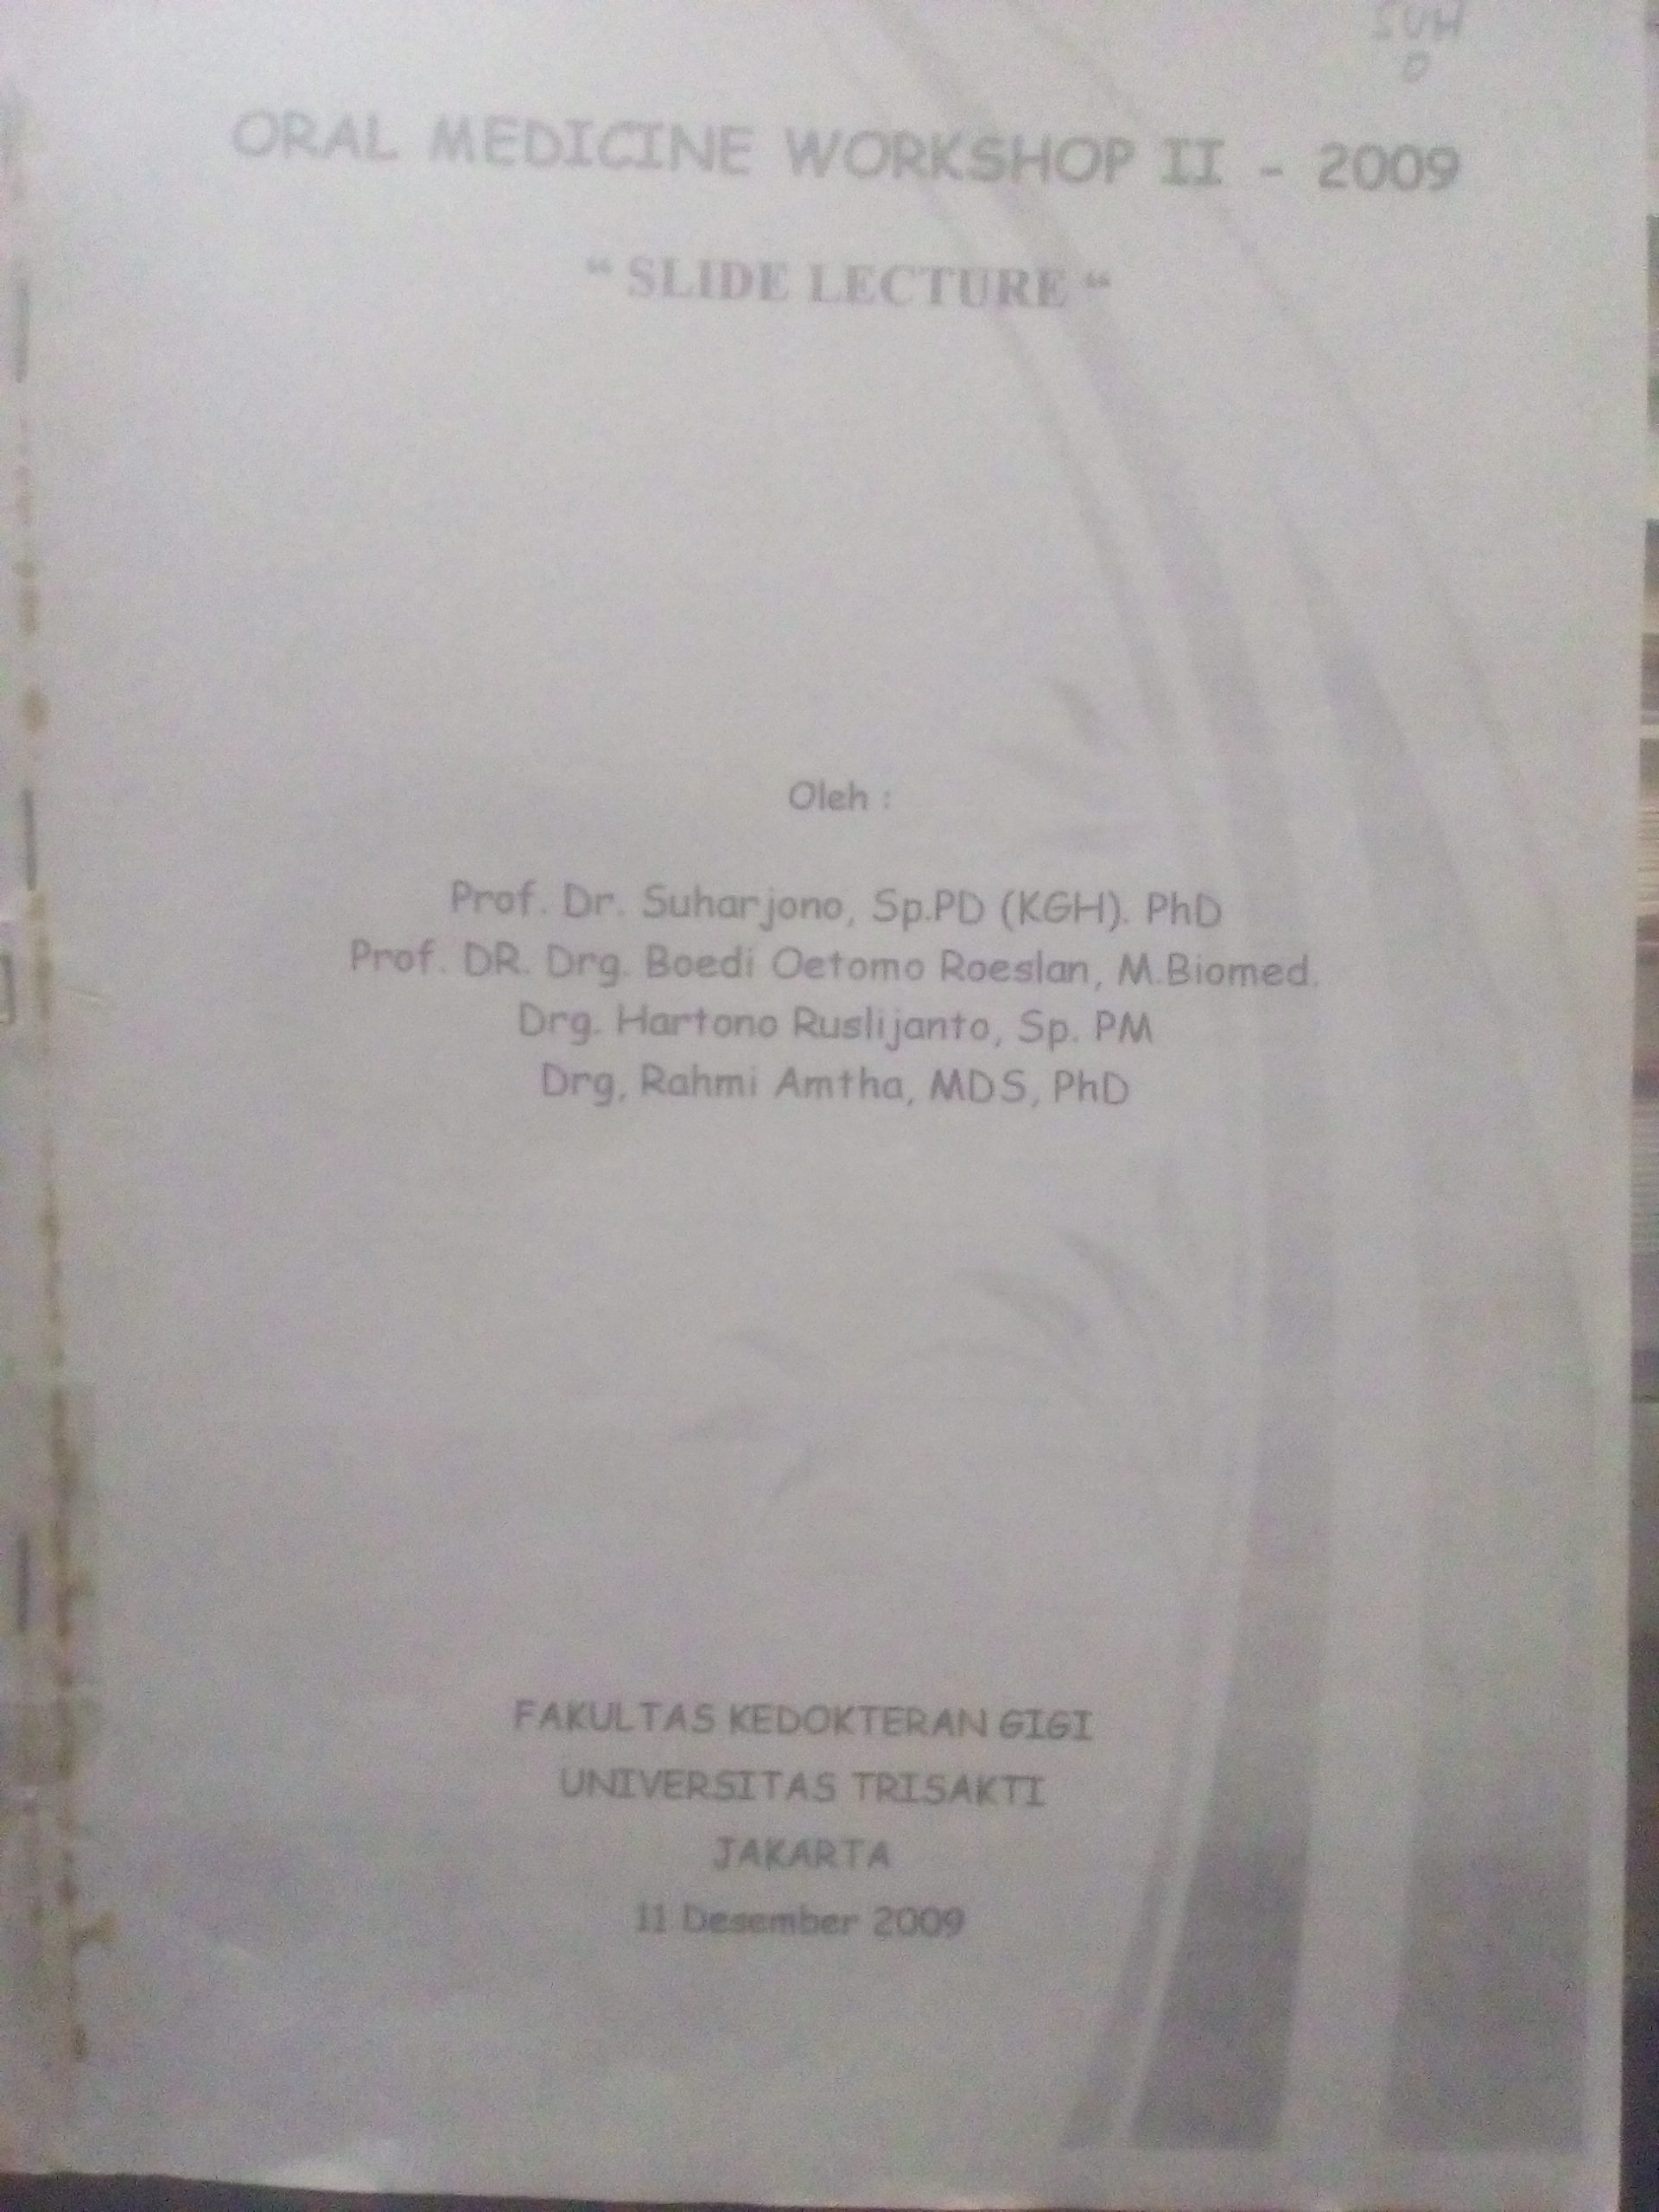 SUH
O
ORAL MEDICINE WORKSHOP II - 2009
“ SLIDE LECTURE “
Oleh :
Prof. Dr. Suharjono, Sp.PD (KGH). PhD
Prof. DR. Drg. Boedi Oetomo Roeslan, M.Biomed.
Drg. Hartono Ruslijanto, Sp. PM
Drg, Rahmi Amtha, MDS, PhD
FAKULTAS KEDOKTERAN GIGI
UNIVERSITAS TRISAKTI
JAKARTA
11 Desember 2009